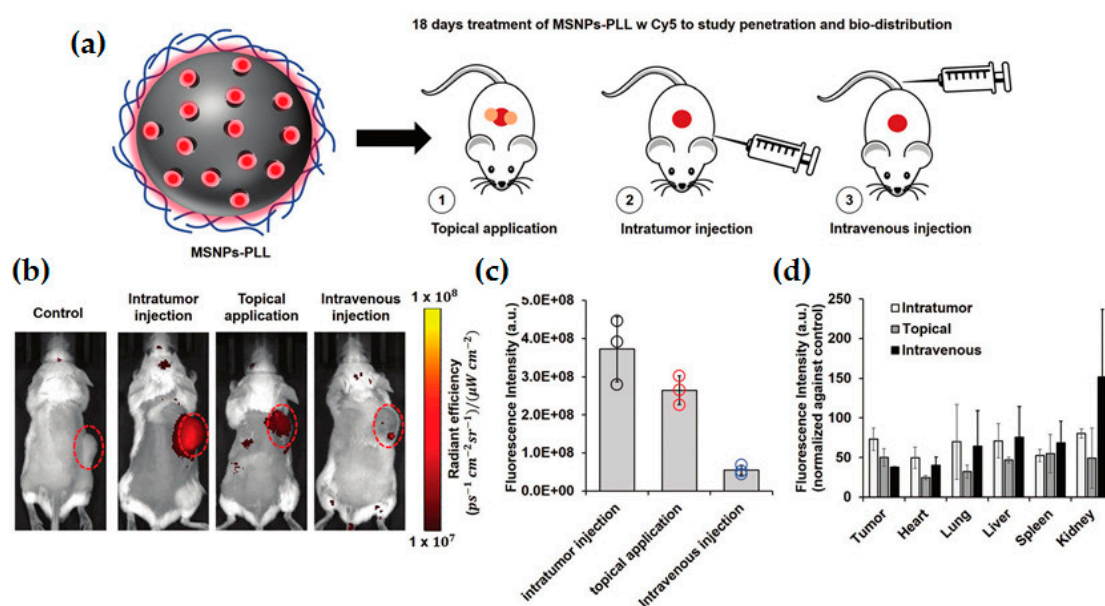 (a)
18 days treatment of MSNPs-PLL w Cy5 to study penetration and bio-distribution
MSNPs-PLL
1
Topical application
2
Intratumor injection
3
Intravenous injection
(b)
Control
Intratumor
injection
Topical
application
Intravenous
injection
1 x 10⁸
Radiant efficiency
(ps⁻¹ cm⁻² sr⁻¹)/(μW cm⁻²)
1 x 10⁷
(c)
Fluorescence Intensity (a.u.)
5.0E+08
4.0E+08
3.0E+08
2.0E+08
1.0E+08
0.0E+00
intratumor injection
topical application
Intravenous injection
(d)
Fluorescence Intensity (a.u.)
(normalized against control)
250
200
150
100
50
0
Intratumor
Topical
Intravenous
Tumor
Heart
Lung
Liver
Spleen
Kidney